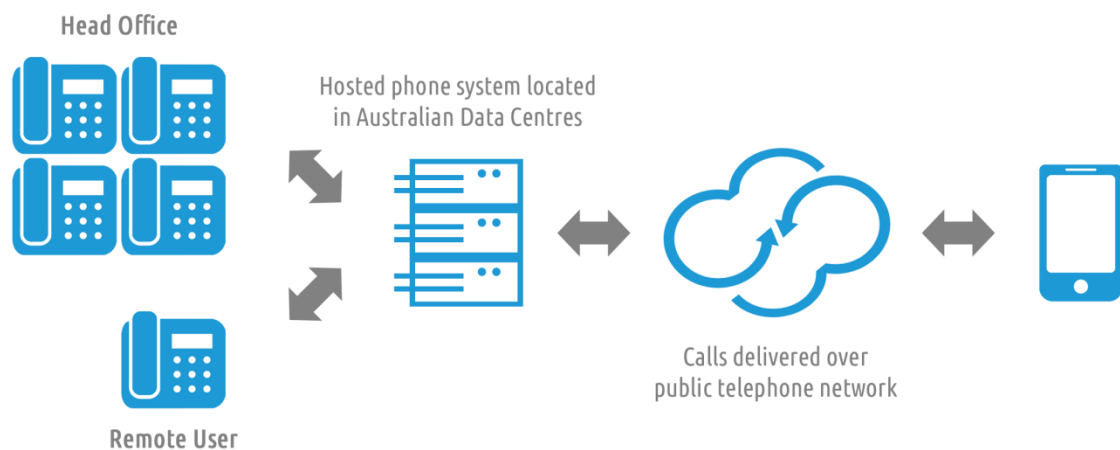 Head Office
Hosted phone system located
in Australian Data Centres
Calls delivered over
public telephone network
Remote User